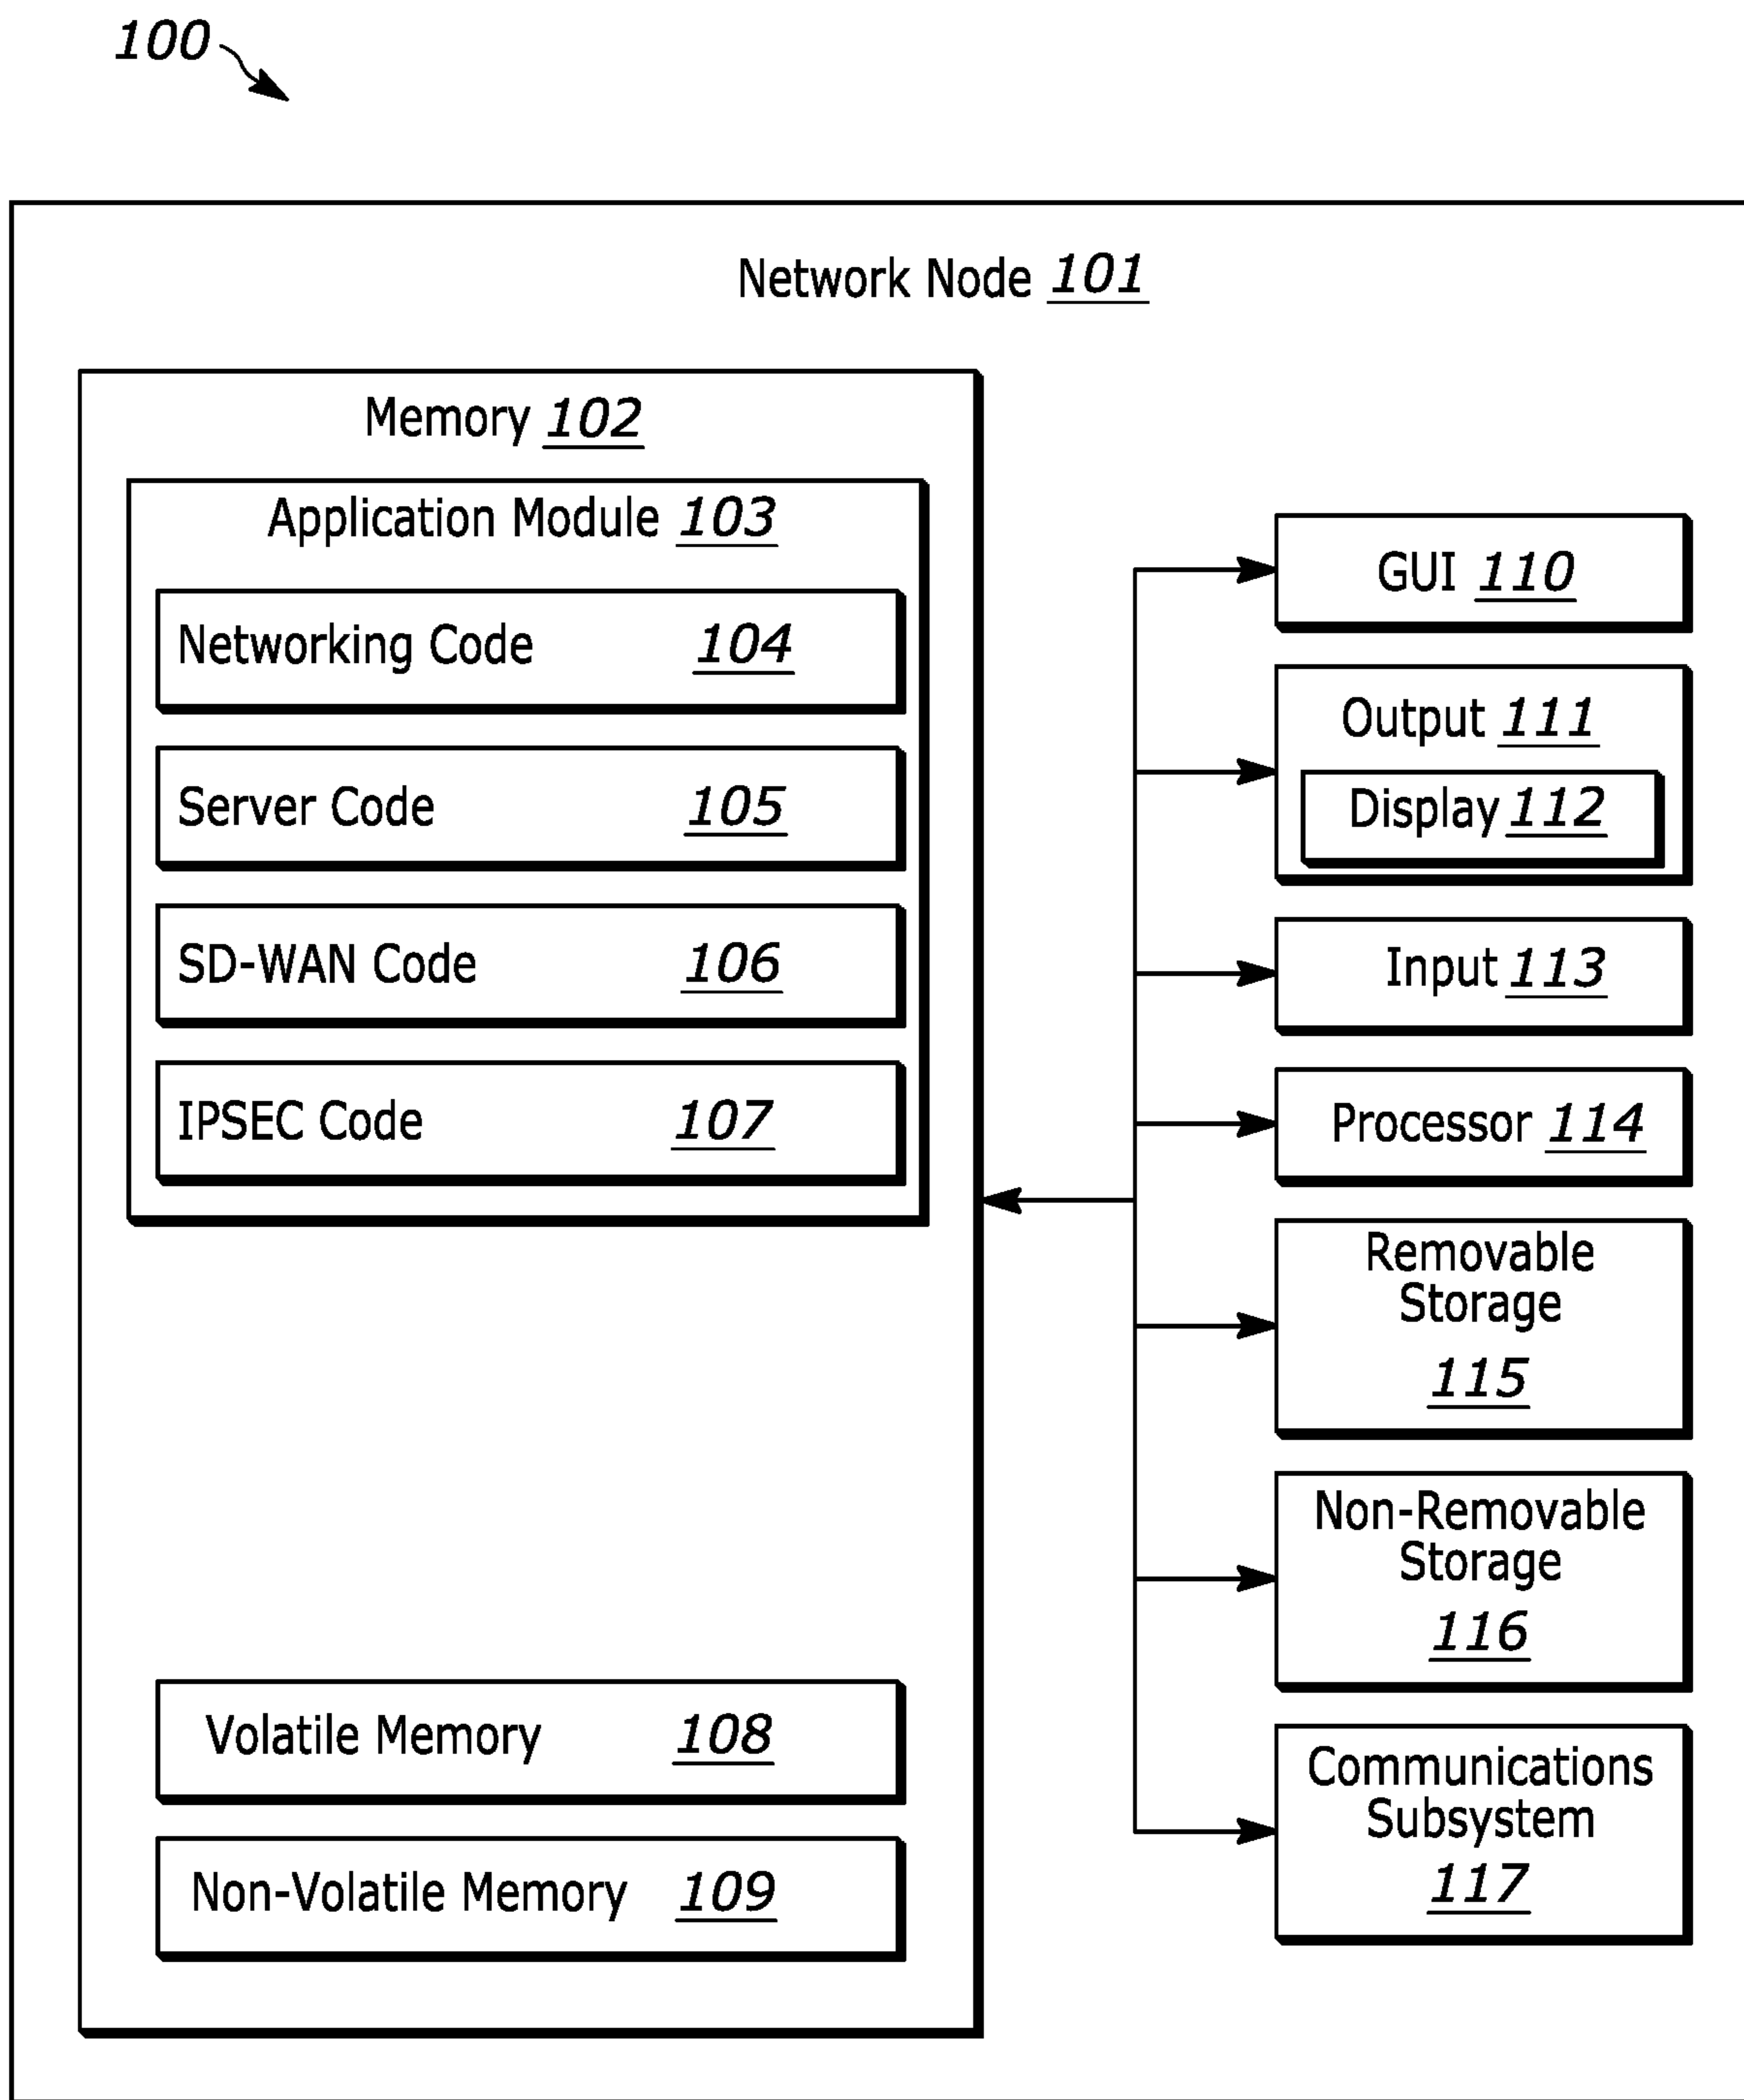 100
Network Node 101
Memory 102
Application Module 103
Networking Code 104
Server Code 105
SD-WAN Code 106
IPSEC Code 107
Volatile Memory 108
Non-Volatile Memory 109
GUI 110
Output 111
Display 112
Input 113
Processor 114
Removable
Storage
115
Non-Removable
Storage
116
Communications
Subsystem
117